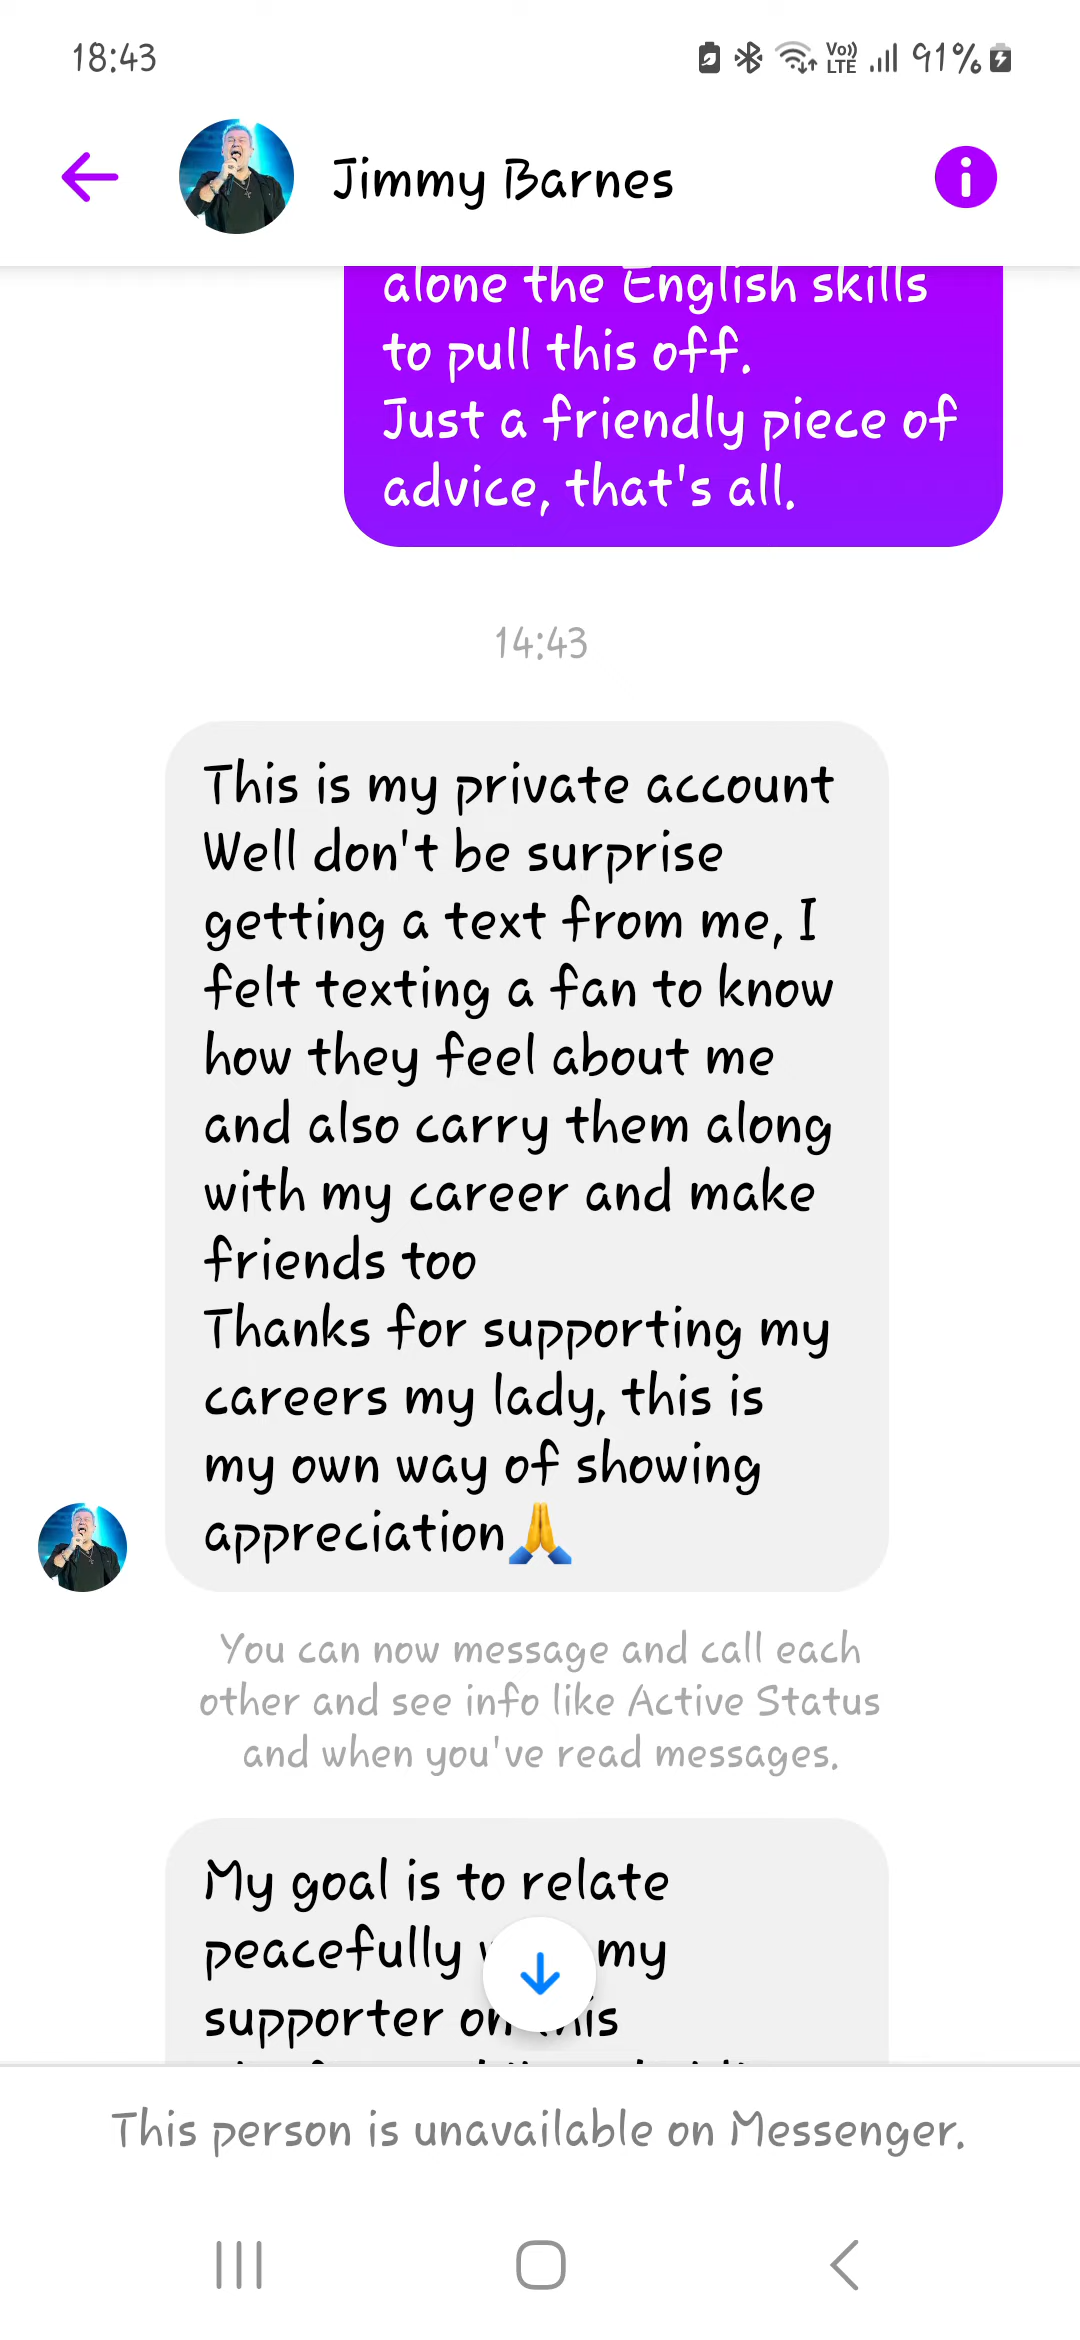 18:43
Vo)) LTE
91%
Jimmy Barnes
alone the English skills
to pull this off.
Just a friendly piece of
advice, that's all.
14:43
This is my private account
Well don't be surprise
getting a text from me, I
felt texting a fan to know
how they feel about me
and also carry them along
with my career and make
friends too
Thanks for supporting my
careers my lady, this is
my own way of showing
appreciation🙏
You can now message and call each
other and see info like Active Status
and when you've read messages.
My goal is to relate
peacefully my
supporter on this
This person is unavailable on Messenger.